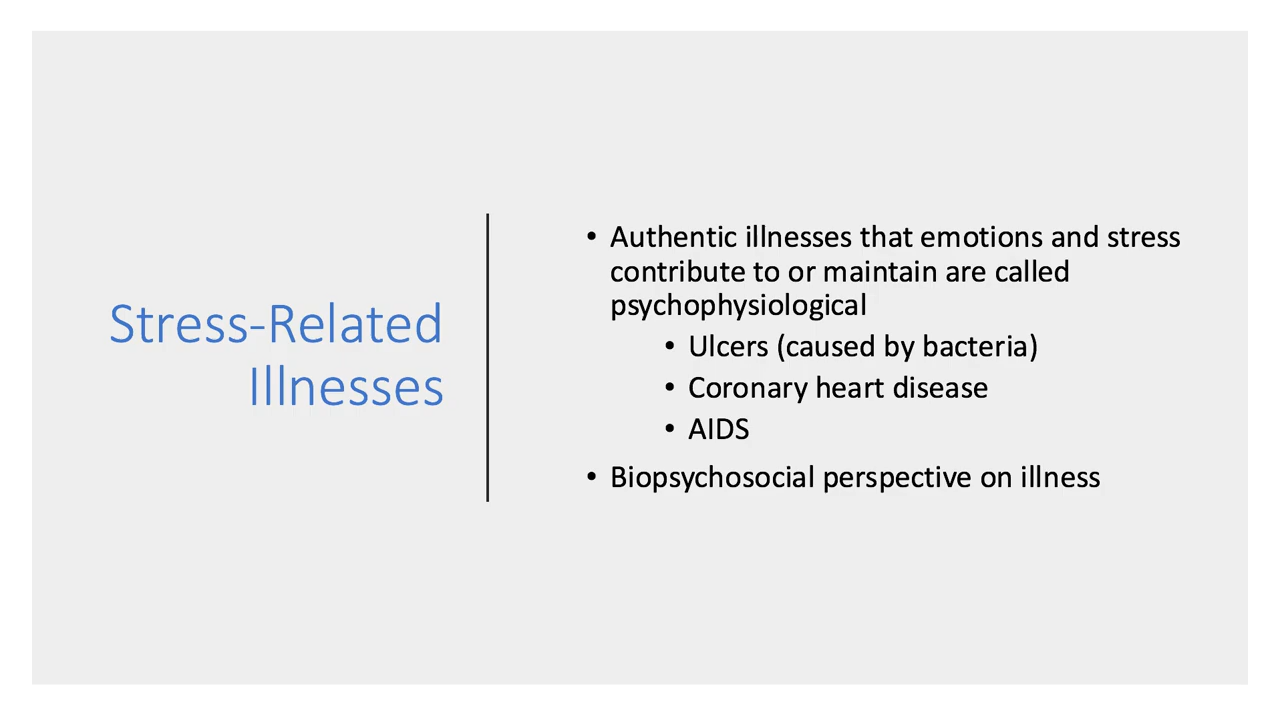 Stress-Related
Illnesses
• Authentic illnesses that emotions and stress
contribute to or maintain are called
psychophysiological
• Ulcers (caused by bacteria)
• Coronary heart disease
• AIDS
• Biopsychosocial perspective on illness